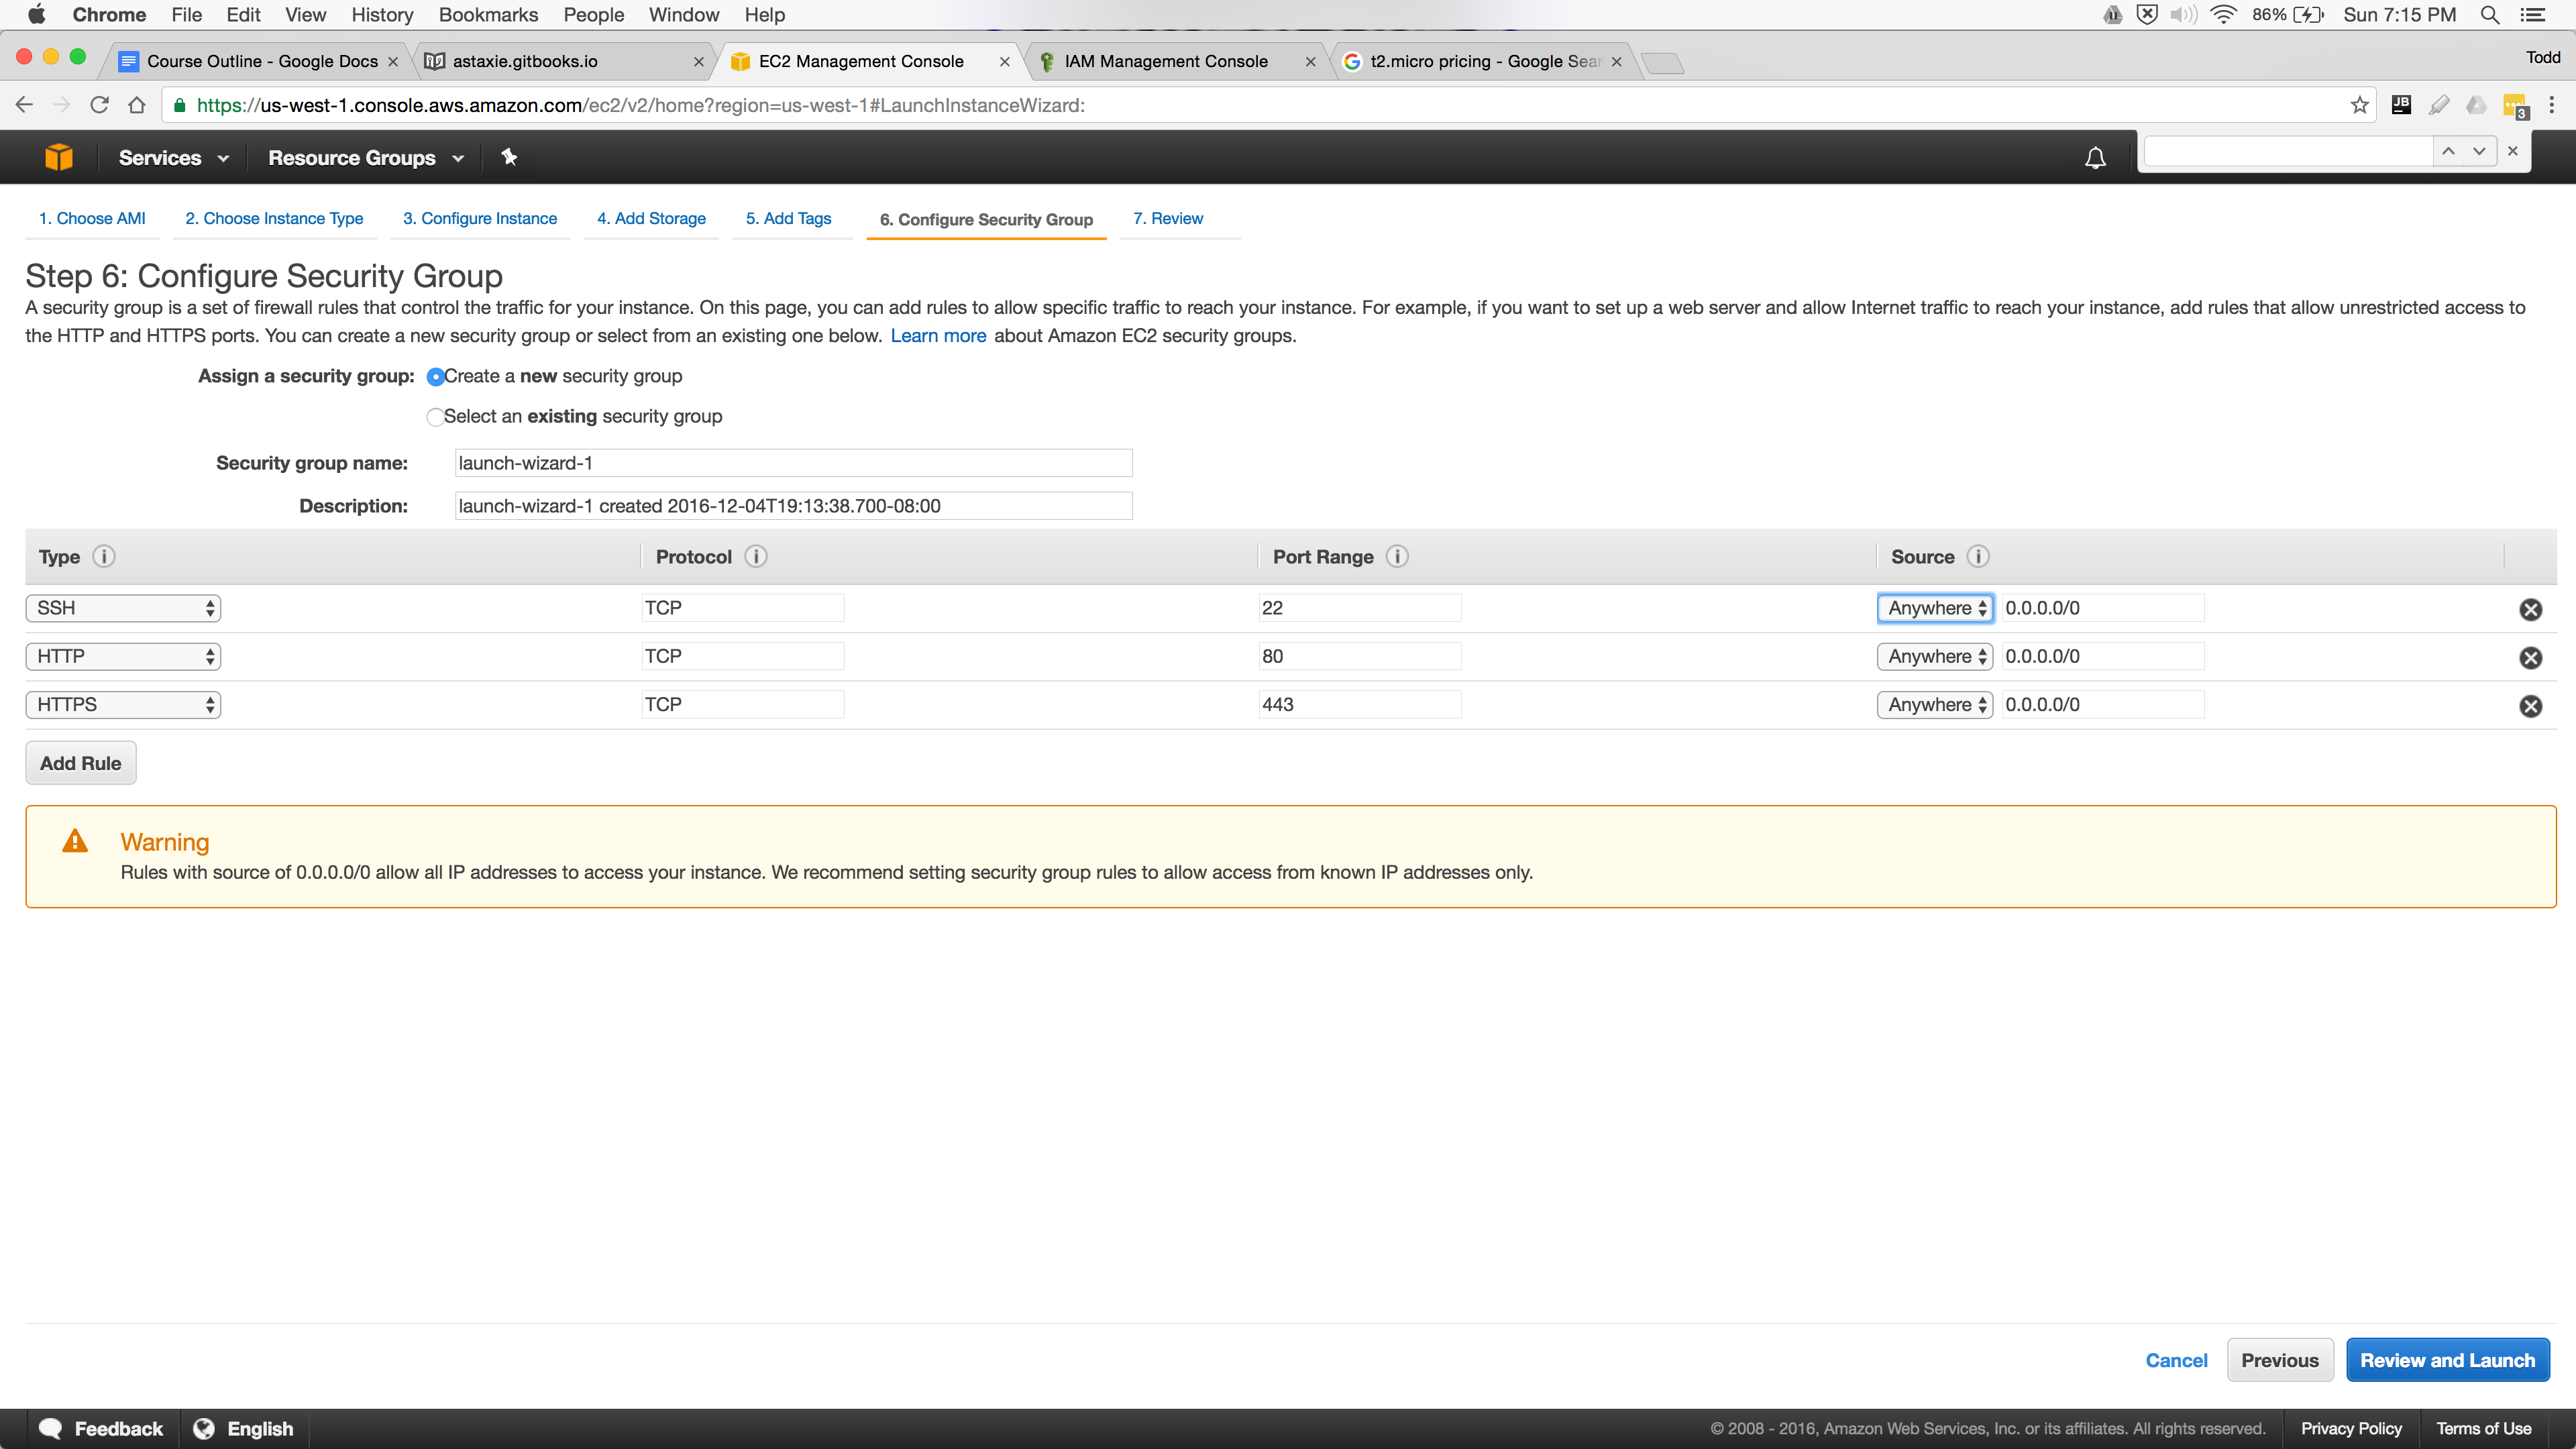 Chrome File Edit View History Bookmarks People Window Help 86% Sun 7:15 PM
Course Outline - Google Docs astaxie.gitbooks.io EC2 Management Console IAM Management Console t2.micro pricing - Google Sear Todd
https://us-west-1.console.aws.amazon.com/ec2/v2/home?region=us-west-1#LaunchInstanceWizard: JB 3
Services Resource Groups
1. Choose AMI 2. Choose Instance Type 3. Configure Instance 4. Add Storage 5. Add Tags 6. Configure Security Group 7. Review
Step 6: Configure Security Group
A security group is a set of firewall rules that control the traffic for your instance. On this page, you can add rules to allow specific traffic to reach your instance. For example, if you want to set up a web server and allow Internet traffic to reach your instance, add rules that allow unrestricted access to
the HTTP and HTTPS ports. You can create a new security group or select from an existing one below. Learn more about Amazon EC2 security groups.
Assign a security group: Create a new security group
Select an existing security group
Security group name: launch-wizard-1
Description: launch-wizard-1 created 2016-12-04T19:13:38.700-08:00
Type Protocol Port Range Source
SSH TCP 22 Anywhere 0.0.0.0/0
HTTP TCP 80 Anywhere 0.0.0.0/0
HTTPS TCP 443 Anywhere 0.0.0.0/0
Add Rule
Warning
Rules with source of 0.0.0.0/0 allow all IP addresses to access your instance. We recommend setting security group rules to allow access from known IP addresses only.
Cancel Previous Review and Launch
Feedback English © 2008 - 2016, Amazon Web Services, Inc. or its affiliates. All rights reserved. Privacy Policy Terms of Use